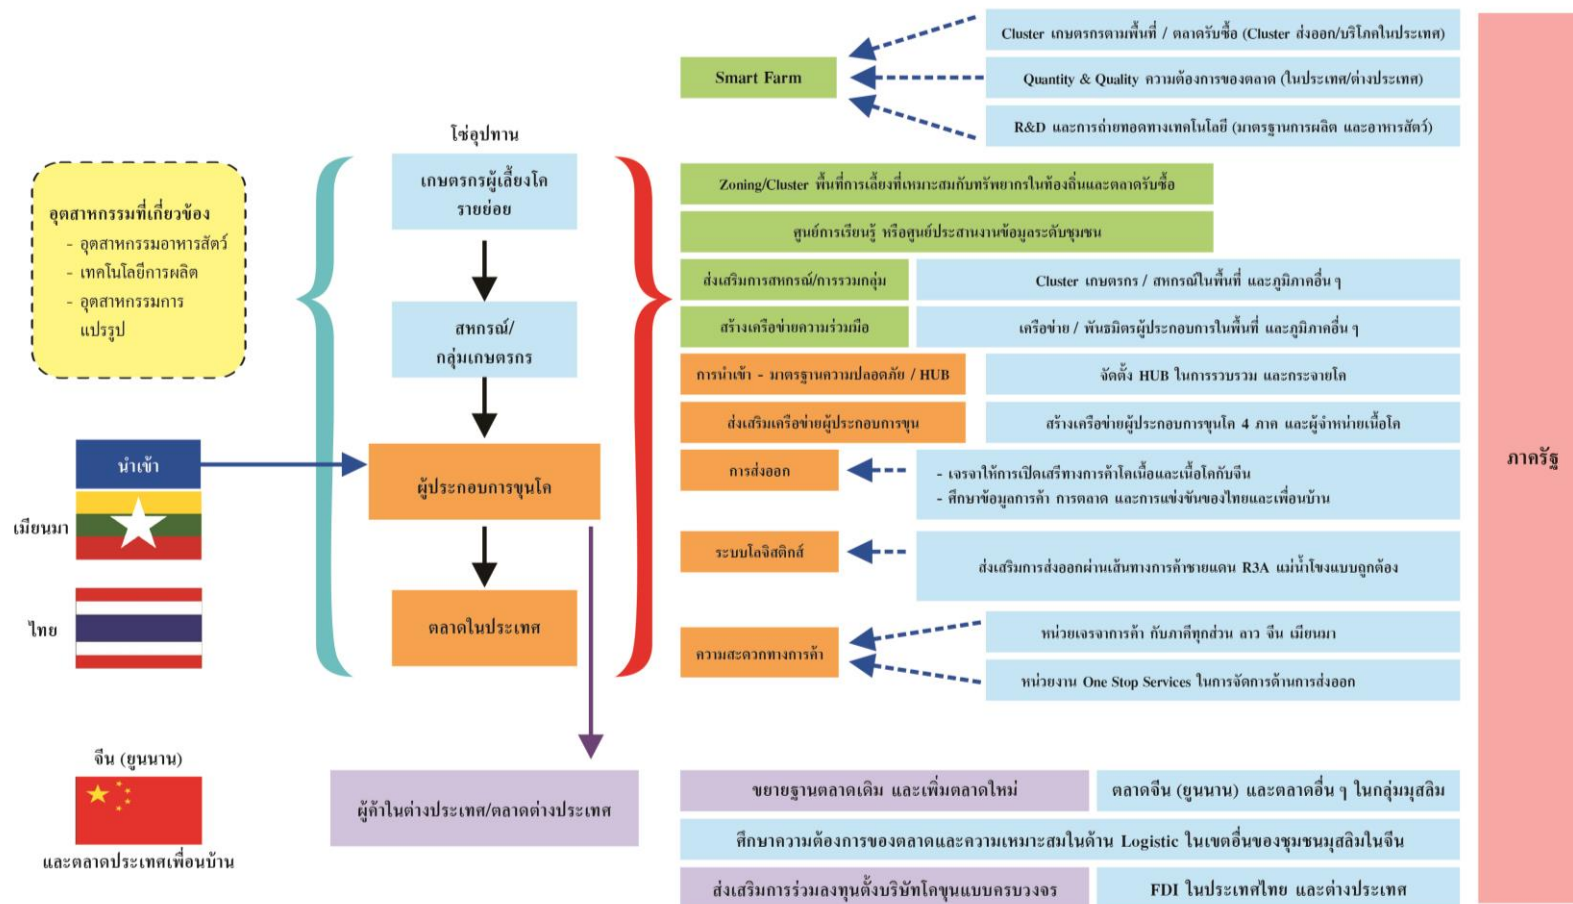 Cluster เกษตรกรตามพื้นที่ / ตลาดรับซื้อ (Cluster ส่งออก/บริโภคในประเทศ)
Smart Farm
Quantity & Quality ความต้องการของตลาด (ในประเทศ/ต่างประเทศ)
R&D และการถ่ายทอดทางเทคโนโลยี (มาตรฐานการผลิต และอาหารสัตว์)
โซ่อุปทาน
เกษตรกรผู้เลี้ยงโค
รายย่อย
สหกรณ์/
กลุ่มเกษตรกร
ผู้ประกอบการขุนโค
ตลาดในประเทศ
อุตสาหกรรมที่เกี่ยวข้อง
- อุตสาหกรรมอาหารสัตว์
- เทคโนโลยีการผลิต
- อุตสาหกรรมการ
แปรรูป
นำเข้า
เมียนมา
ไทย
จีน (ยูนนาน)
และตลาดประเทศเพื่อนบ้าน
ผู้ค้าในต่างประเทศ/ตลาดต่างประเทศ
Zoning/Cluster พื้นที่การเลี้ยงที่เหมาะสมกับทรัพยากรในท้องถิ่นและตลาดรับซื้อ
ศูนย์การเรียนรู้ หรือศูนย์ประสานงานข้อมูลระดับชุมชน
ส่งเสริมการสหกรณ์/การรวมกลุ่ม
Cluster เกษตรกร / สหกรณ์ในพื้นที่ และภูมิภาคอื่น ๆ
สร้างเครือข่ายความร่วมมือ
เครือข่าย / พันธมิตรผู้ประกอบการในพื้นที่ และภูมิภาคอื่น ๆ
การนำเข้า - มาตรฐานความปลอดภัย / HUB
จัดตั้ง HUB ในการรวบรวม และกระจายโค
ส่งเสริมเครือข่ายผู้ประกอบการขุน
สร้างเครือข่ายผู้ประกอบการขุนโค 4 ภาค และผู้จำหน่ายเนื้อโค
การส่งออก
- เจรจาให้การเปิดเสรีทางการค้าโคเนื้อและเนื้อโคกับจีน
- ศึกษาข้อมูลการค้า การตลาด และการแข่งขันของไทยและเพื่อนบ้าน
ระบบโลจิสติกส์
ส่งเสริมการส่งออกผ่านเส้นทางการค้าชายแดน R3A แม่น้ำโขงแบบถูกต้อง
ความสะดวกทางการค้า
หน่วยเจรจาการค้า กับภาคีทุกส่วน ลาว จีน เมียนมา
หน่วยงาน One Stop Services ในการจัดการด้านการส่งออก
ขยายฐานตลาดเดิม และเพิ่มตลาดใหม่
ตลาดจีน (ยูนนาน) และตลาดอื่น ๆ ในกลุ่มมุสลิม
ศึกษาความต้องการของตลาดและความเหมาะสมในด้าน Logistic ในเขตอื่นของชุมชนมุสลิมในจีน
ส่งเสริมการร่วมลงทุนตั้งบริษัทโคขุนแบบครบวงจร
FDI ในประเทศไทย และต่างประเทศ
ภาครัฐ